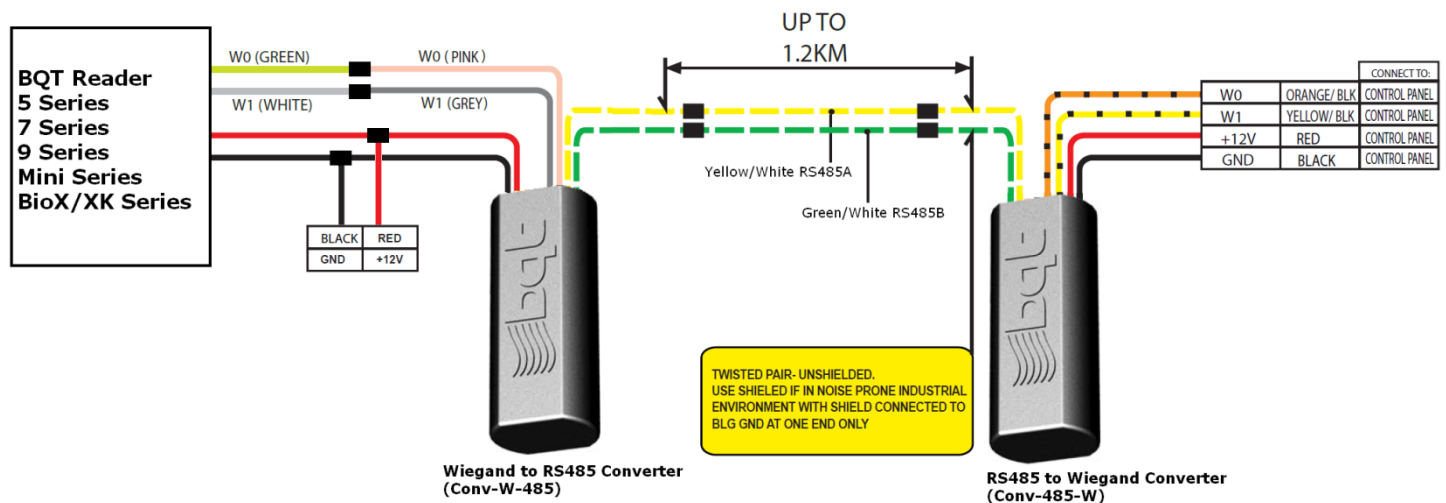 BQT Reader
5 Series
7 Series
9 Series
Mini Series
BioX/XK Series
W0 (GREEN)
W0 (PINK)
W1 (WHITE)
W1 (GREY)
BLACK RED
GND +12V
bqt
Wiegand to RS485 Converter
(Conv-W-485)
UP TO
1.2KM
Yellow/White RS485A
Green/White RS485B
TWISTED PAIR- UNSHIELDED.
USE SHIELED IF IN NOISE PRONE INDUSTRIAL
ENVIRONMENT WITH SHIELD CONNECTED TO
BLG GND AT ONE END ONLY
bqt
RS485 to Wiegand Converter
(Conv-485-W)
CONNECT TO:
W0 ORANGE/ BLK CONTROL PANEL
W1 YELLOW/ BLK CONTROL PANEL
+12V RED CONTROL PANEL
GND BLACK CONTROL PANEL